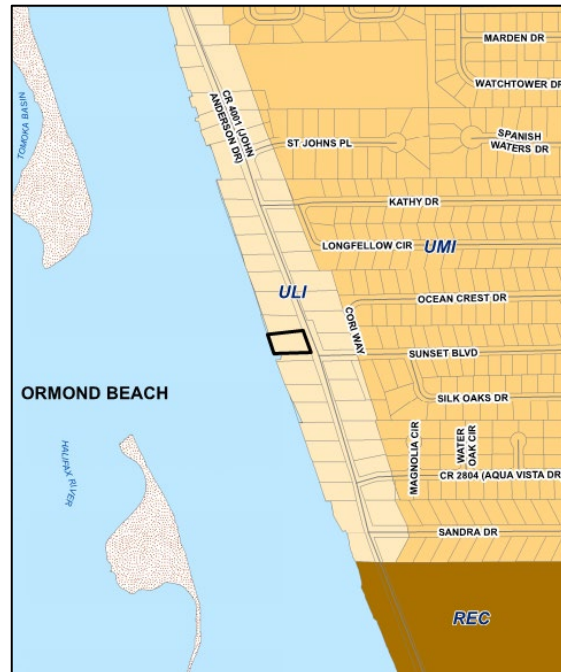 MARDEN DR
WATCHTOWER DR
TOMOKA BASIN
CR 4001 (JOHN
ANDERSON DR)
ST JOHNS PL
SPANISH
WATERS DR
KATHY DR
LONGFELLOW CIR
UMI
ULI
OCEAN CREST DR
CORI WAY
SUNSET BLVD
ORMOND BEACH
SILK OAKS DR
HALIFAX RIVER
MAGNOLIA CIR
WATER
OAK CIR
CR 2804 (AQUA VISTA DR
SANDRA DR
REC